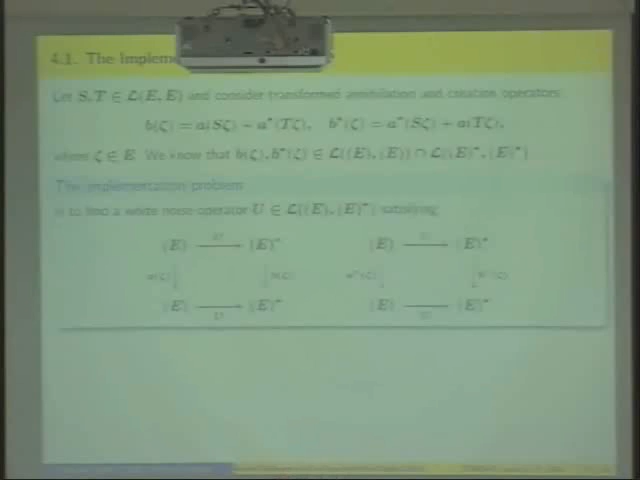 4.1. The Impleme
Let S, T ∈ L(E, E) and consider transformed annihilation and creation operators:
b(ζ) = a(Sζ) + a*(Tζ), b*(ζ) = a*(Sζ) + a(Tζ),
where ζ ∈ E. We know that b(ζ), b*(ζ) ∈ L((E), (E)) ∩ L((E)*, (E)*)
The implementation problem
is to find a white noise operator U ∈ L((E), (E)*) satisfying
U U
(E) ⟶ (E)* (E) ⟶ (E)*
a(ζ) b(ζ) a*(ζ) b*(ζ)
(E) ⟶ (E)* (E) ⟶ (E)*
U U